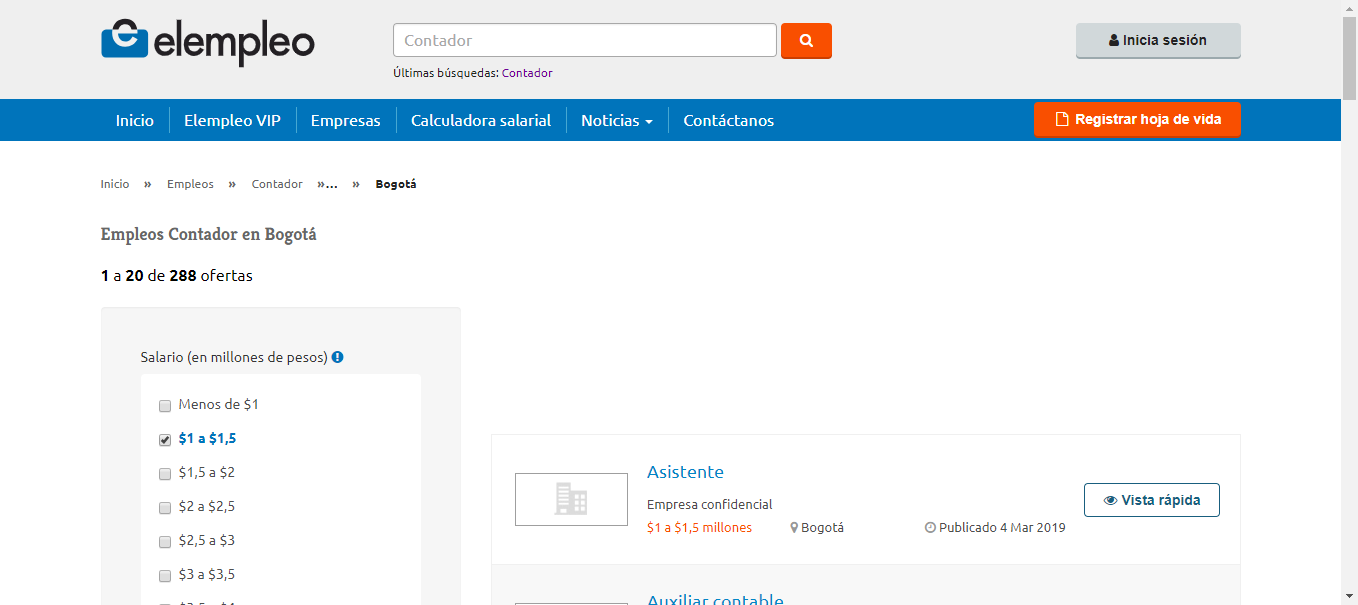 elempleo
Contador
Últimas búsquedas: Contador
Inicia sesión
Inicio Elempleo VIP Empresas Calculadora salarial Noticias Contáctanos
Registrar hoja de vida
Inicio » Empleos » Contador »... » Bogotá
Empleos Contador en Bogotá
1 a 20 de 288 ofertas
Salario (en millones de pesos)
Menos de $1
$1 a $1,5
$1,5 a $2
$2 a $2,5
$2,5 a $3
$3 a $3,5
$3,5 a $4
Asistente
Empresa confidencial
$1 a $1,5 millones Bogotá Publicado 4 Mar 2019
Vista rápida
Auxiliar contable